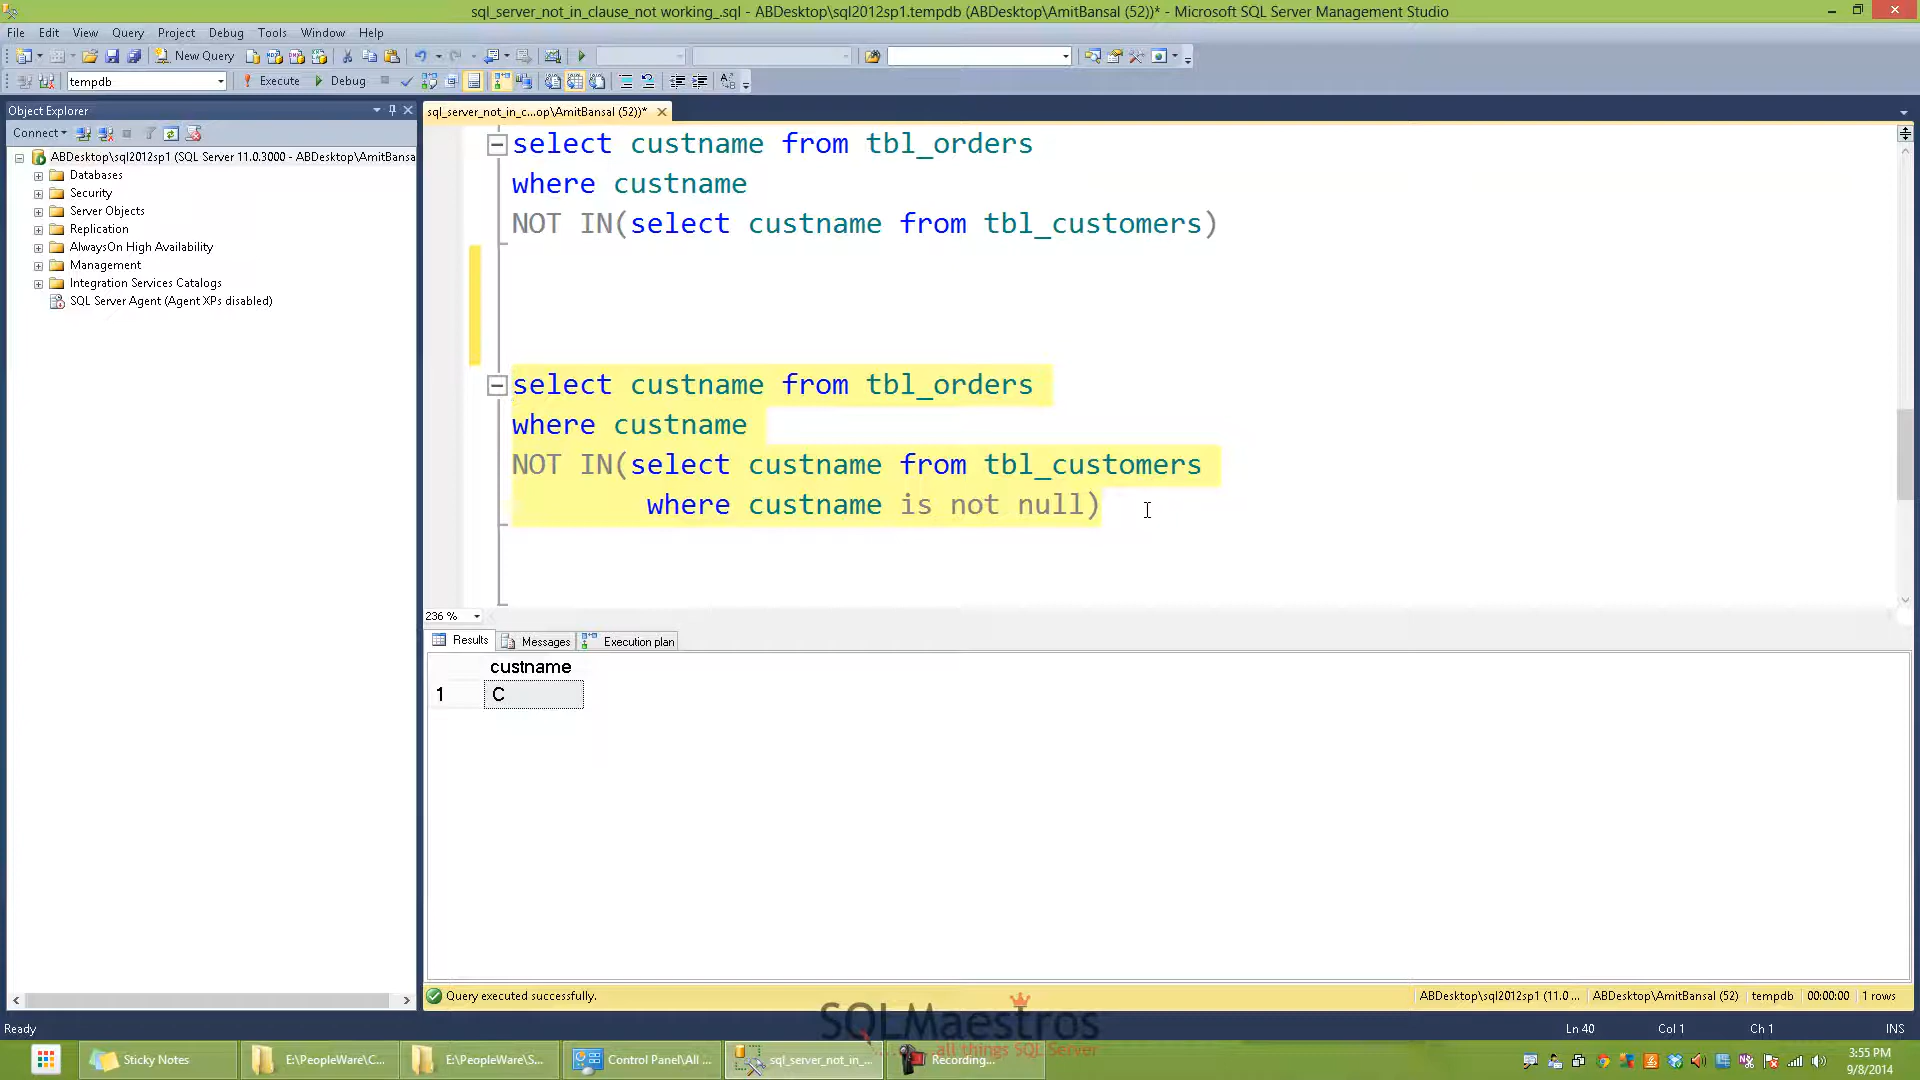 sql_server_not_in_clause_not working_.sql - ABDesktop\sql2012sp1.tempdb (ABDesktop\AmitBansal (52))* - Microsoft SQL Server Management Studio
File Edit View Query Project Debug Tools Window Help
New Query
tempdb Execute Debug
Object Explorer
Connect
ABDesktop\sql2012sp1 (SQL Server 11.0.3000 - ABDesktop\AmitBansa
Databases
Security
Server Objects
Replication
AlwaysOn High Availability
Management
Integration Services Catalogs
SQL Server Agent (Agent XPs disabled)
sql_server_not_in_c...op\AmitBansal (52))*
select custname from tbl_orders
where custname
NOT IN(select custname from tbl_customers)
select custname from tbl_orders
where custname
NOT IN(select custname from tbl_customers
where custname is not null)
236 %
Results Messages Execution plan
custname
1 C
Query executed successfully.
ABDesktop\sql2012sp1 (11.0 ... ABDesktop\AmitBansal (52) tempdb 00:00:00 1 rows
SQLMaestros
all things SQL Server
Ready Ln 40 Col 1 Ch 1 INS
Sticky Notes E:\PeopleWare\C... E:\PeopleWare\S... Control Panel\All ... sql_server_not_in_... Recording...
3:55 PM
9/8/2014